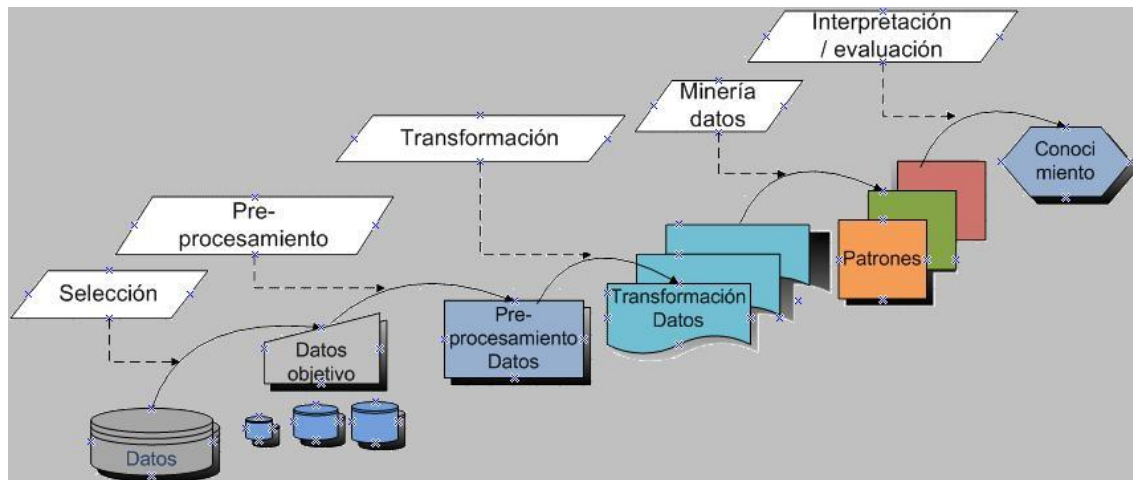 Interpretación
/ evaluación
Minería
datos
Transformación
Pre-
procesamiento
Selección
Conoci
miento
Patrones
Transformación
Datos
Pre-
procesamiento
Datos
Datos
objetivo
Datos